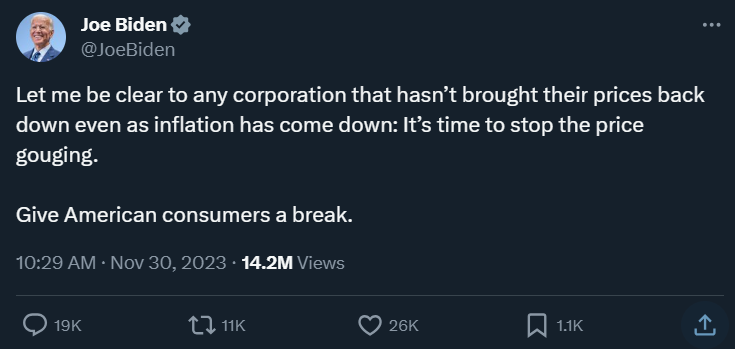 Joe Biden
@JoeBiden
Let me be clear to any corporation that hasn’t brought their prices back
down even as inflation has come down: It’s time to stop the price
gouging.
Give American consumers a break.
10:29 AM · Nov 30, 2023 · 14.2M Views
19K 11K 26K 1.1K